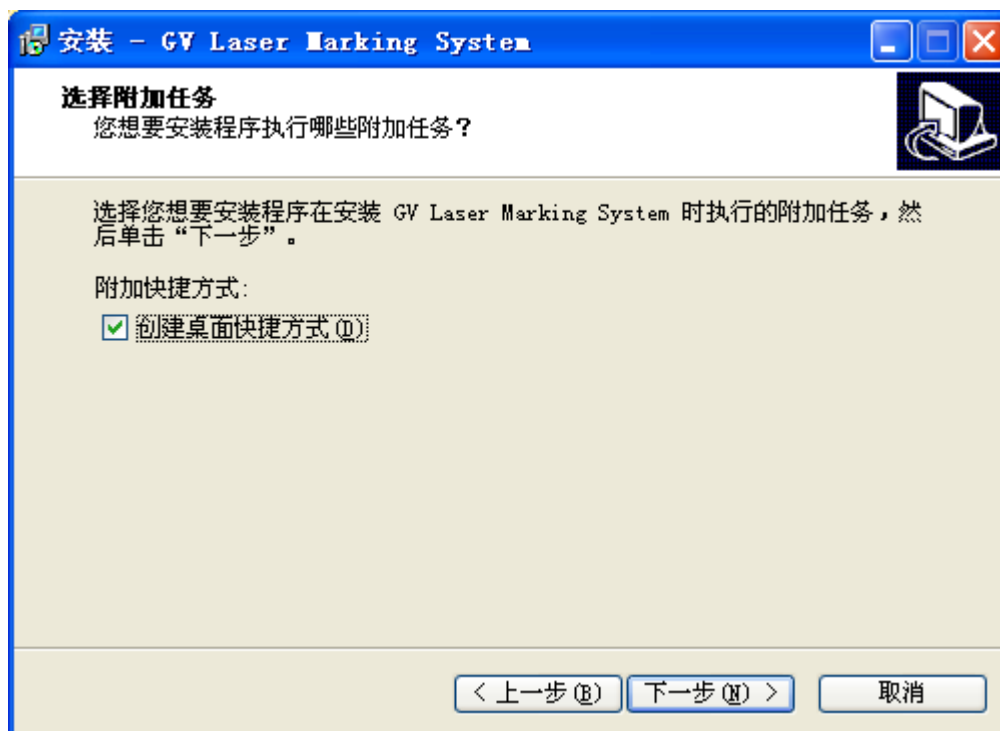 安装 - GV Laser Marking System
选择附加任务
您想要安装程序执行哪些附加任务？
选择您想要安装程序在安装 GV Laser Marking System 时执行的附加任务，然
后单击“下一步”。
附加快捷方式:
创建桌面快捷方式(D)
< 上一步(B)
下一步(N) >
取消